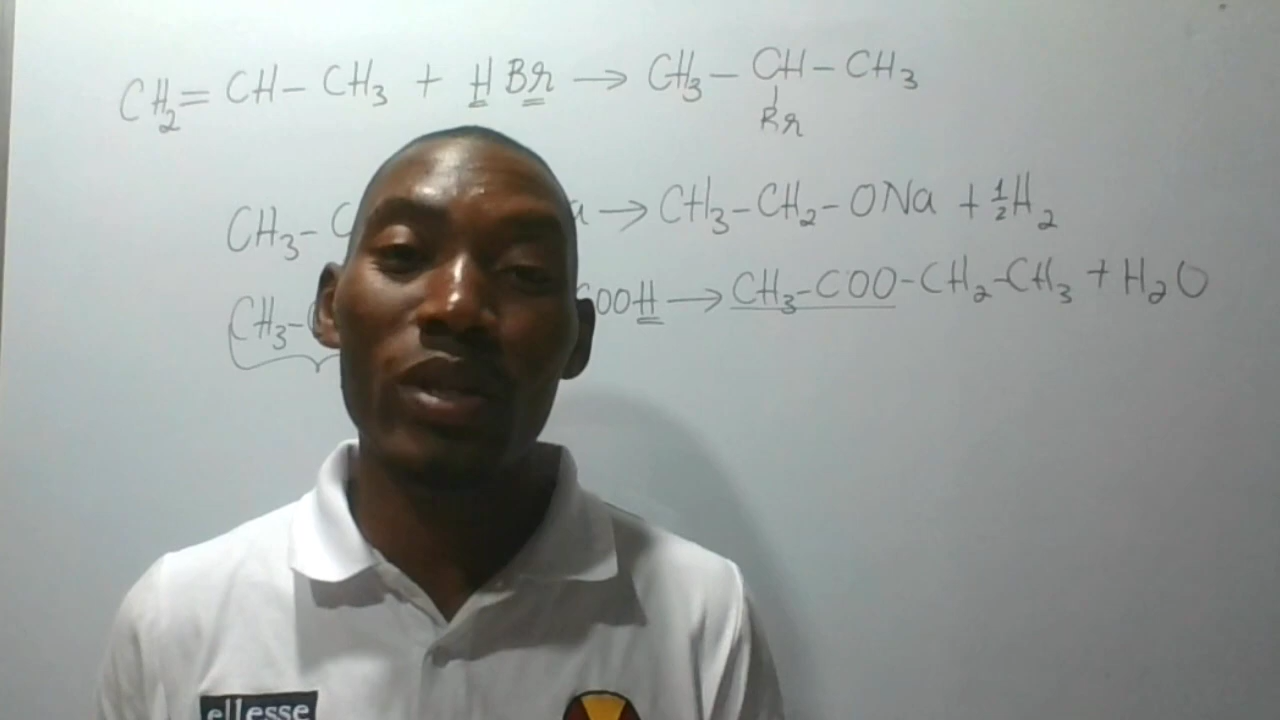 CH₂=CH-CH₃ + HBr → CH₃-CH-CH₃
Br
CH₃- → CH₃-CH₂-ONa + ½H₂
CH₃- COOH → CH₃-COO-CH₂-CH₃ + H₂O
ellesse